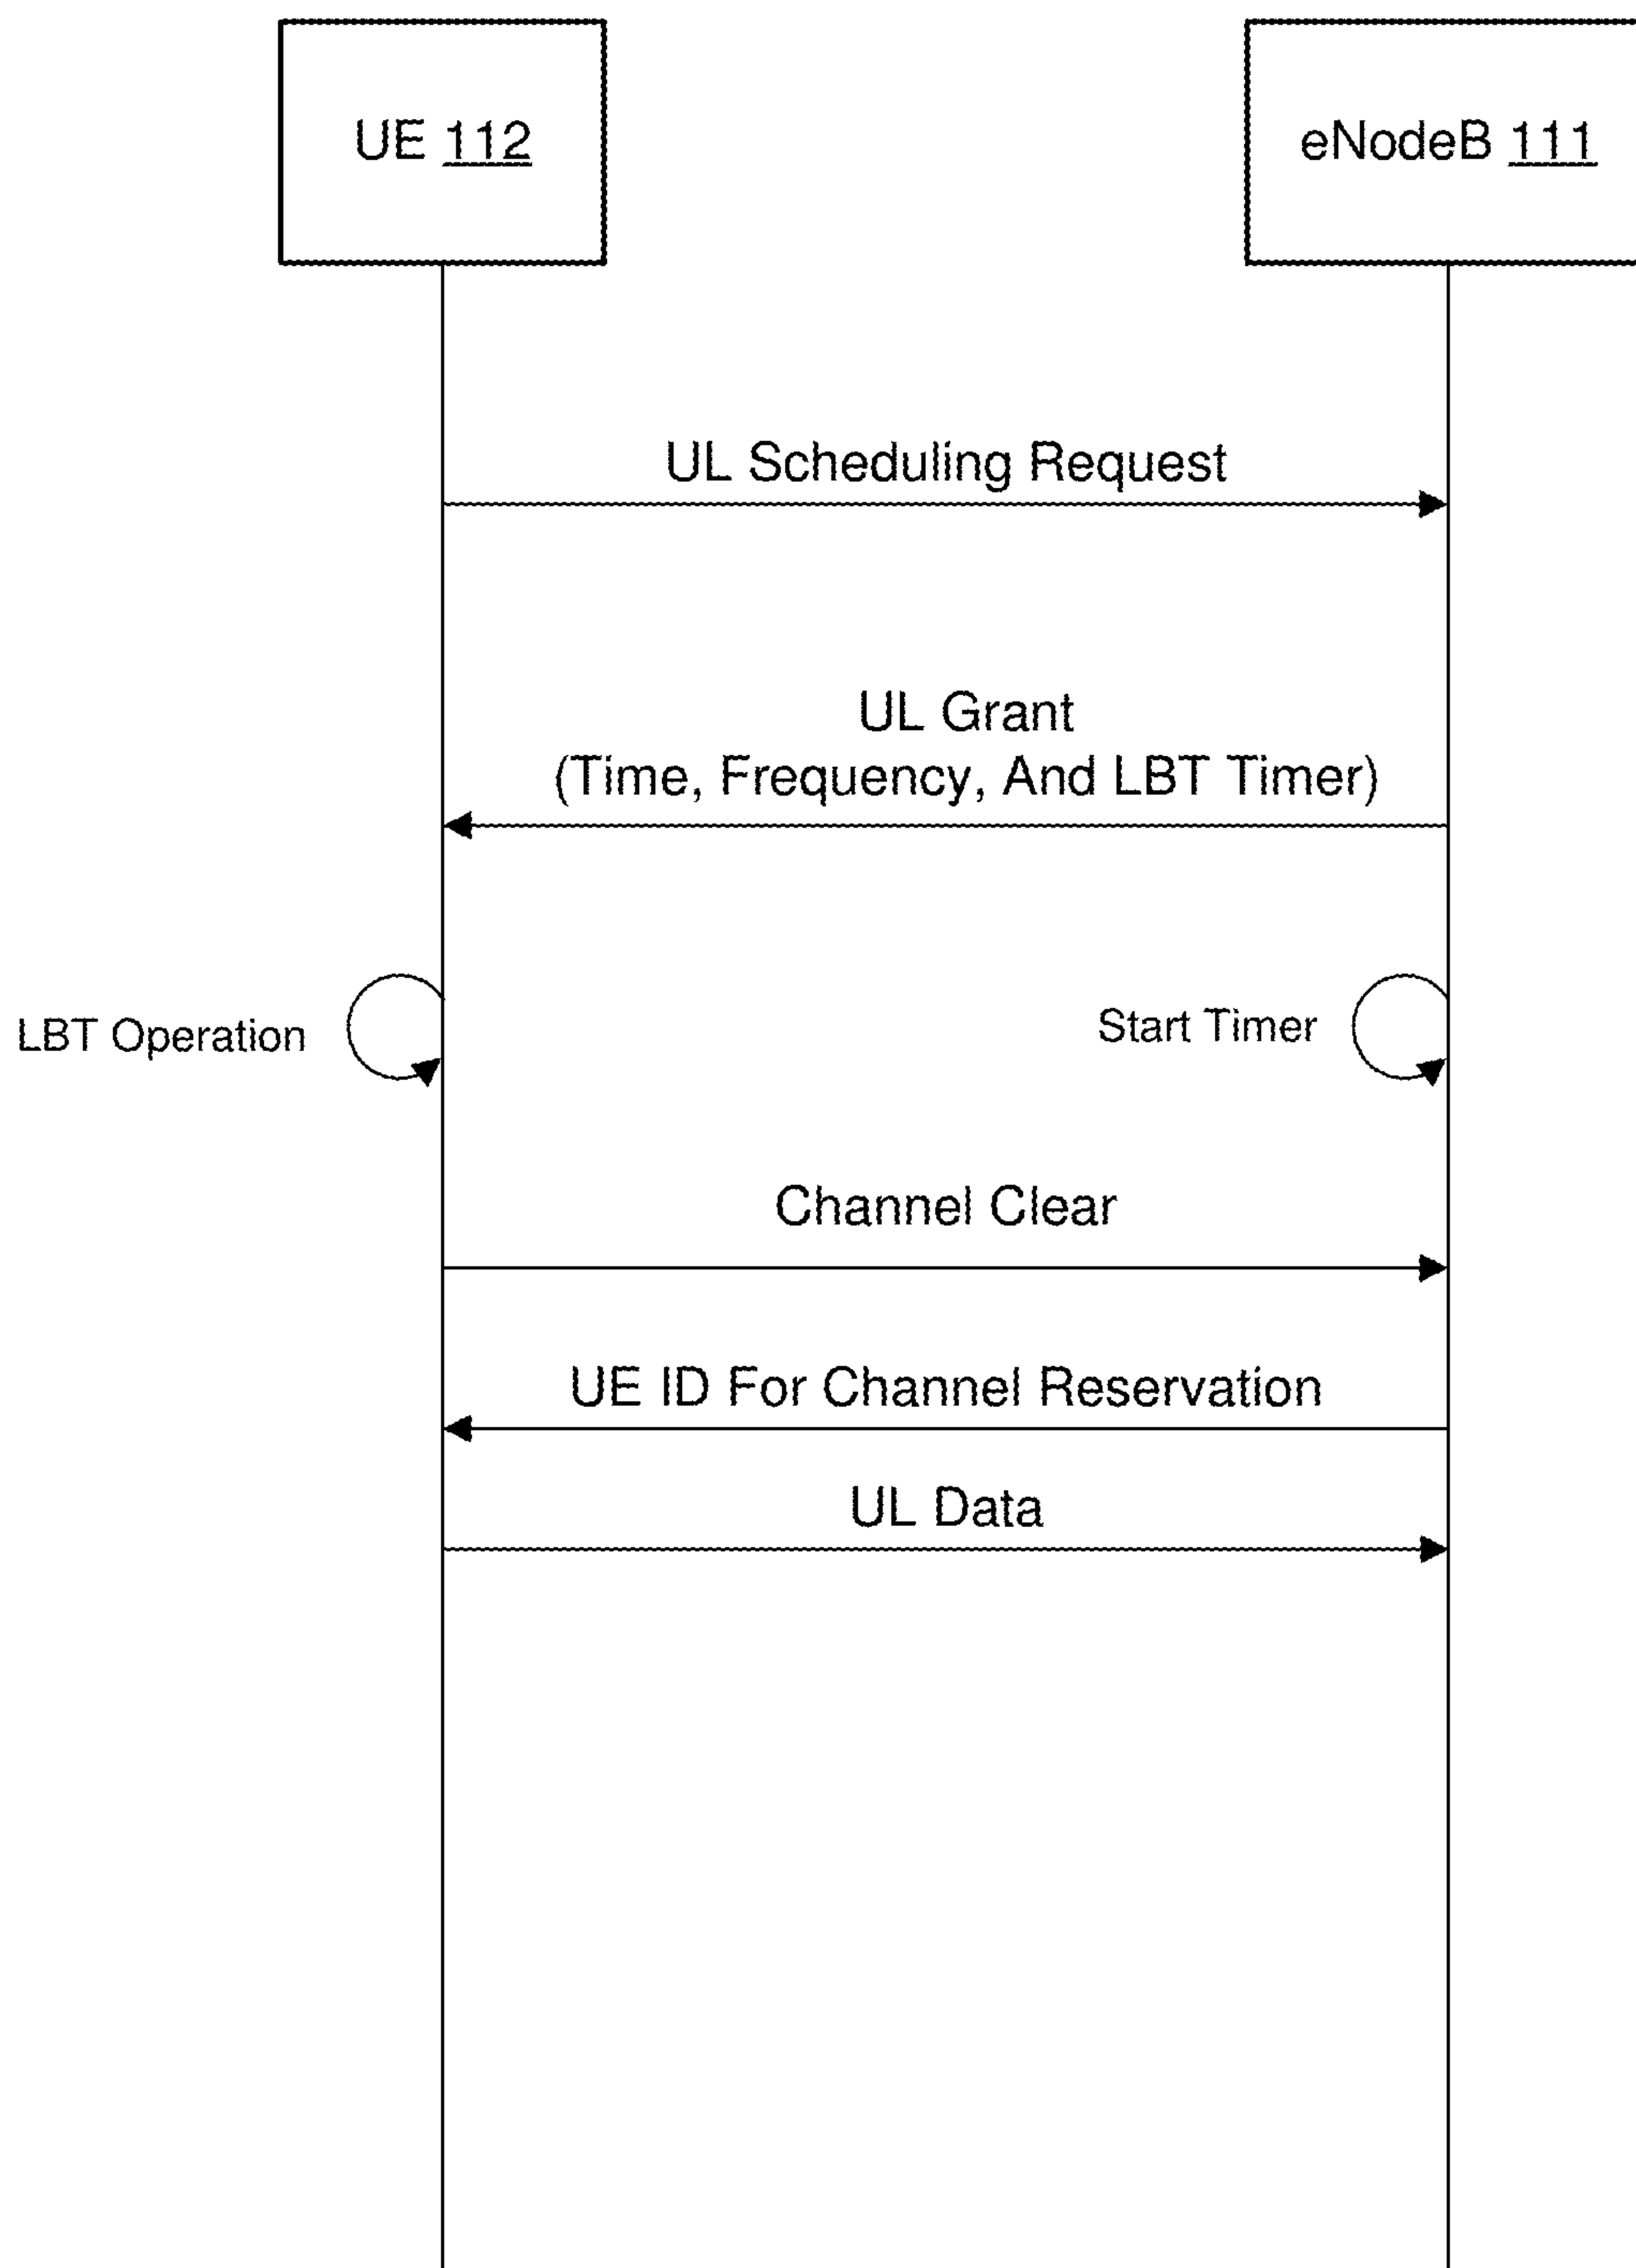 UE 112
eNodeB 111
UL Scheduling Request
UL Grant
(Time, Frequency, And LBT Timer)
LBT Operation
Start Timer
Channel Clear
UE ID For Channel Reservation
UL Data